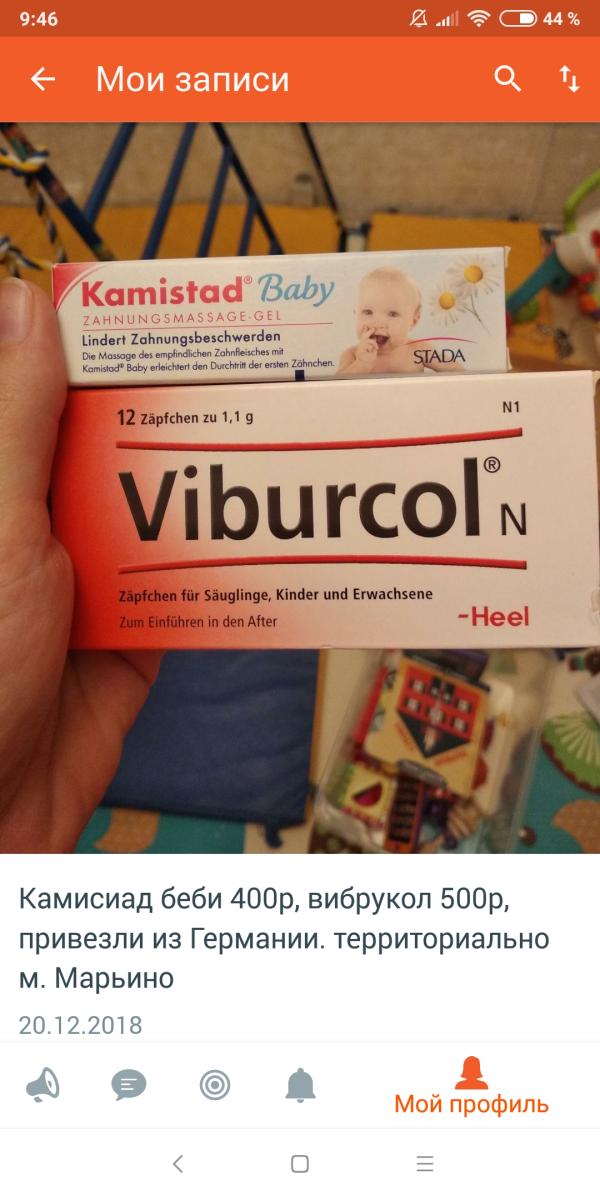 9:46
44 %
Мои записи
Kamistad® Baby
ZAHNUNGSMASSAGE-GEL
Lindert Zahnungsbeschwerden
Die Massage des empfindlichen Zahnfleisches mit
Kamistad® Baby erleichtert den Durchtritt der ersten Zähnchen.
STADA
12 Zäpfchen zu 1,1 g
N1
Viburcol® N
Zäpfchen für Säuglinge, Kinder und Erwachsene
Zum Einführen in den After
-Heel
Камисиад беби 400р, вибрукол 500р,
привезли из Германии. территориально
м. Марьино
20.12.2018
Мой профиль